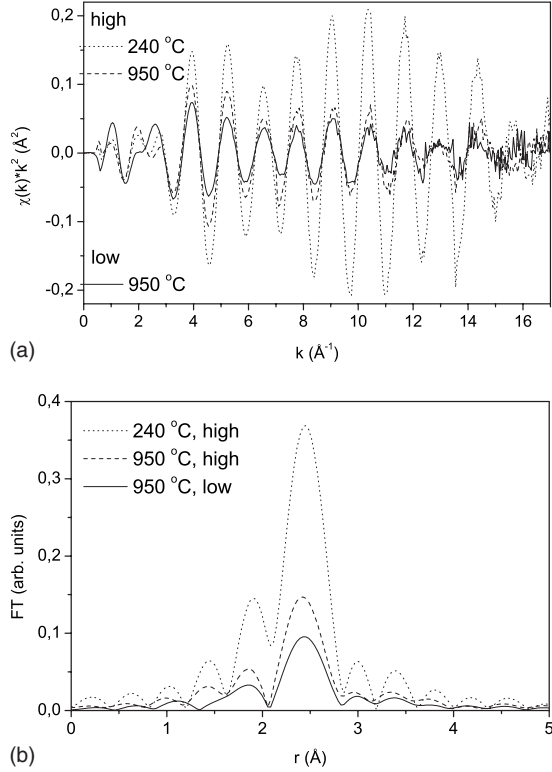 0,2
0,1
0,0
-0,1
-0,2
χ(k)*k² (Å²)
high
240 °C
950 °C
low
950 °C
0 2 4 6 8 10 12 14 16
k (Å⁻¹)
(a)
0,4
0,3
0,2
0,1
0,0
FT (arb. units)
240 °C, high
950 °C, high
950 °C, low
0 1 2 3 4 5
r (Å)
(b)